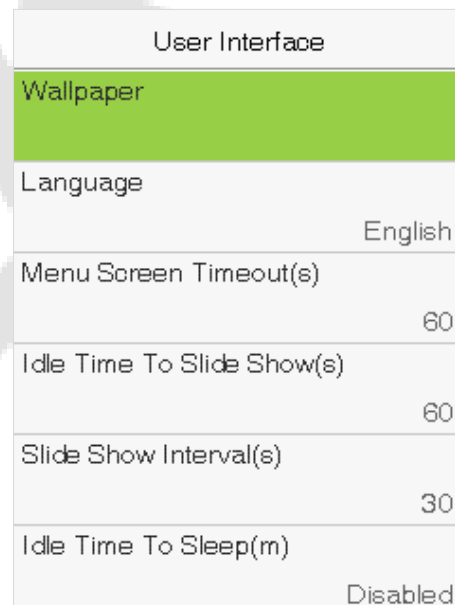 User Interface
Wallpaper
Language
English
Menu Screen Timeout(s)
60
Idle Time To Slide Show(s)
60
Slide Show Interval(s)
30
Idle Time To Sleep(m)
Disabled